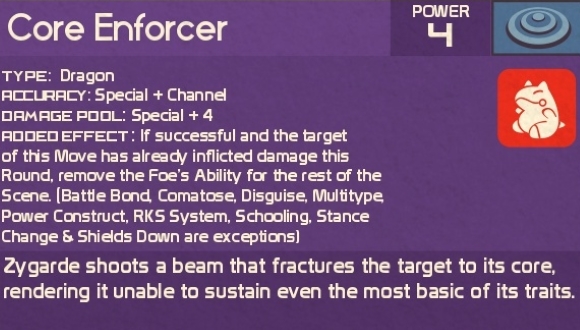 Core Enforcer
POWER
4
TYPE: Dragon
ACCURACY: Special + Channel
DAMAGE POOL: Special + 4
ADDED EFFECT: If successful and the target
of this Move has already inflicted damage this
Round, remove the Foe's Ability for the rest of the
Scene. (Battle Bond, Comatose, Disguise, Multitype,
Power Construct, RKS System, Schooling, Stance
Change & Shields Down are exceptions)
Zygarde shoots a beam that fractures the target to its core,
rendering it unable to sustain even the most basic of its traits.